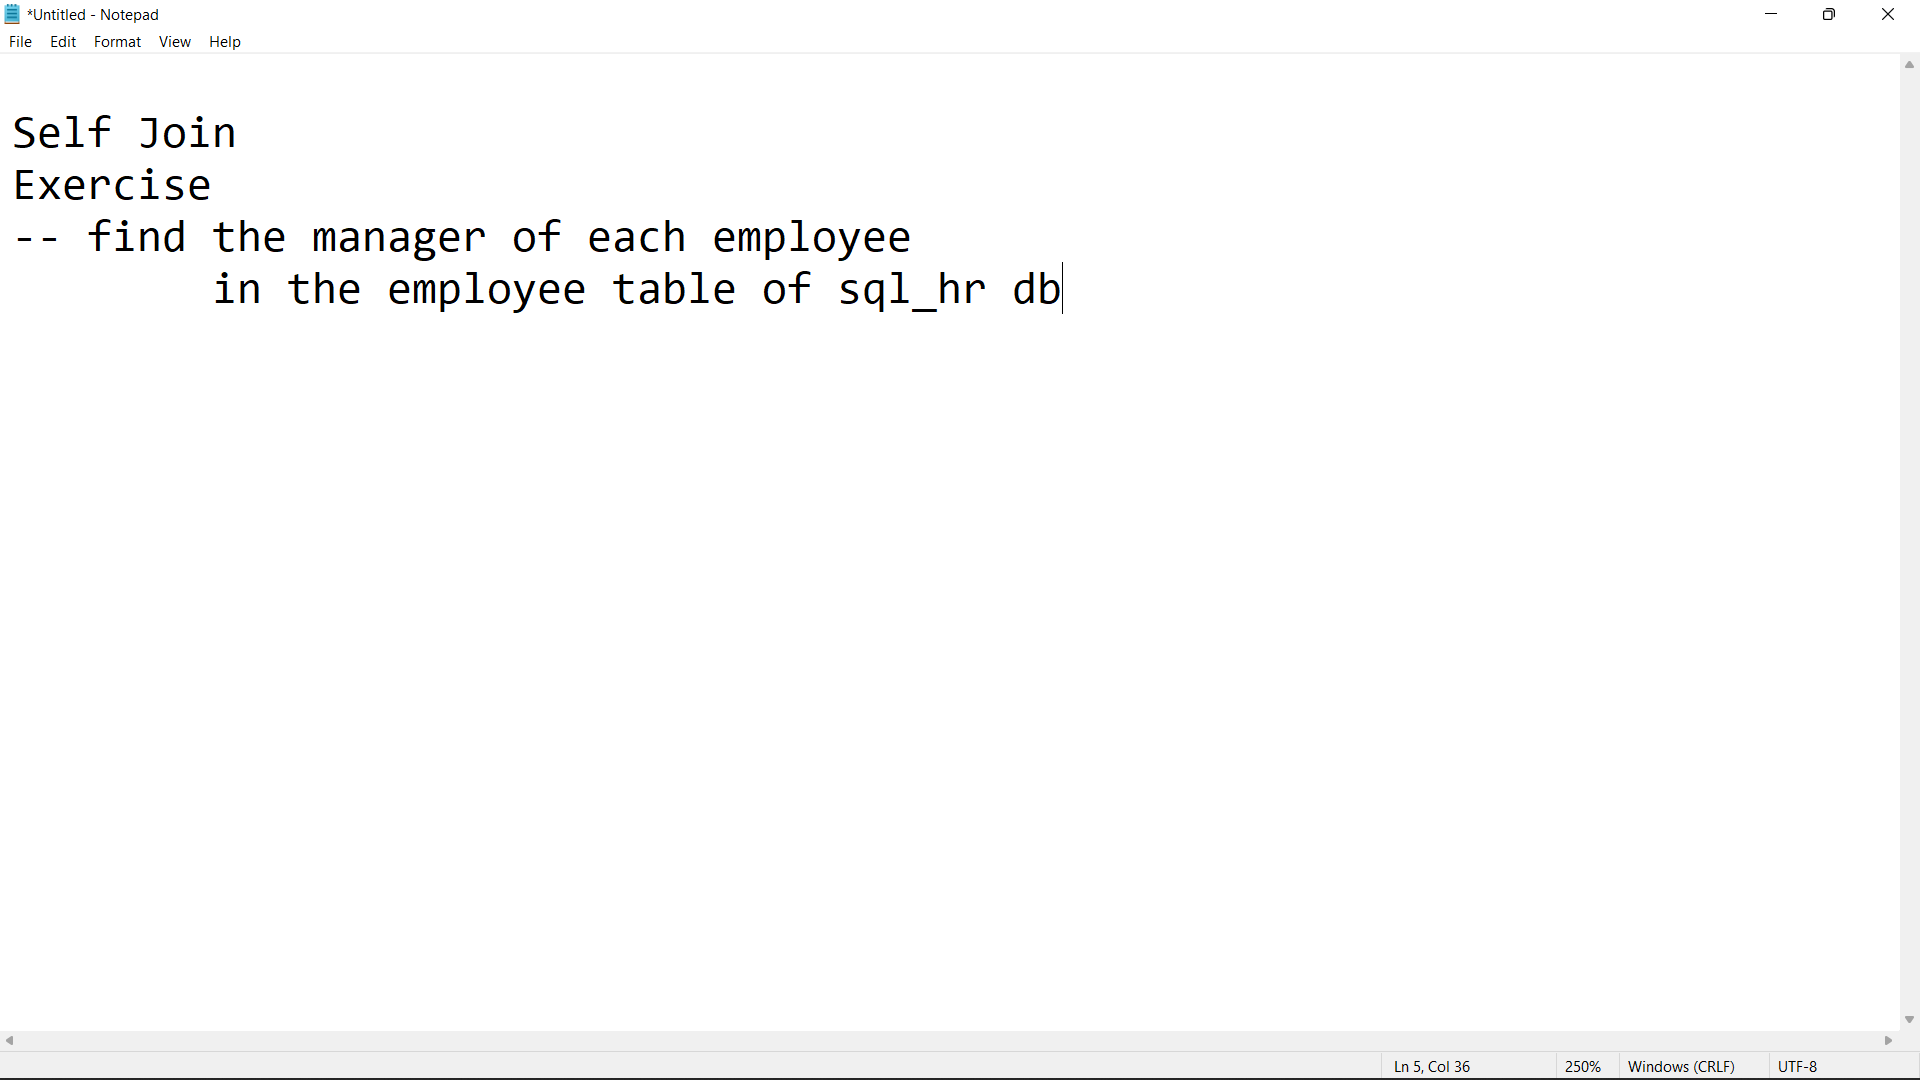 *Untitled - Notepad
File Edit Format View Help
Self Join
Exercise
-- find the manager of each employee
in the employee table of sql_hr db
Ln 5, Col 36 250% Windows (CRLF) UTF-8